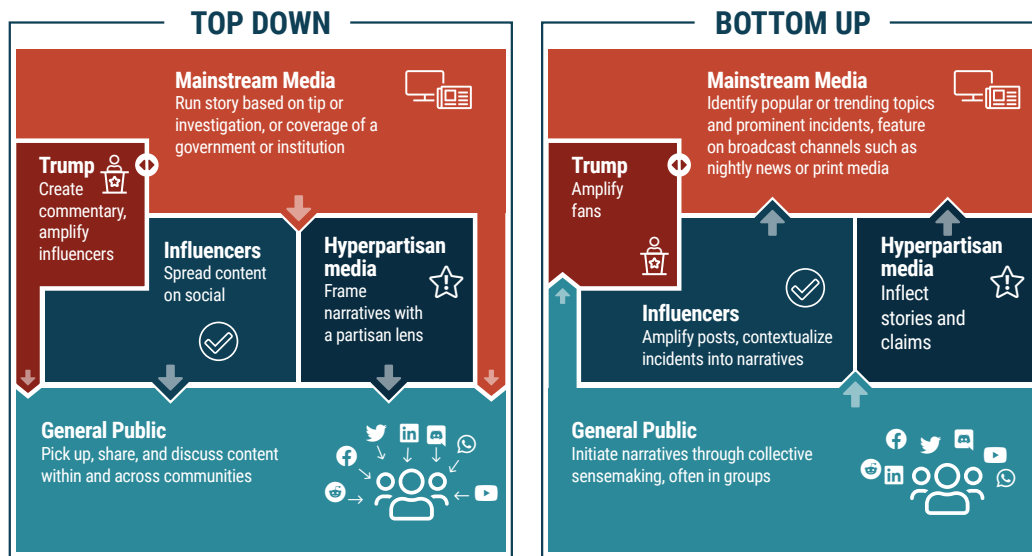 TOP DOWN
Mainstream Media
Run story based on tip or
investigation, or coverage of a
government or institution
Trump
Create
commentary,
amplify
influencers
Influencers
Spread content
on social
Hyperpartisan
media
Frame
narratives with
a partisan lens
General Public
Pick up, share, and discuss content
within and across communities
BOTTOM UP
Mainstream Media
Identify popular or trending topics
and prominent incidents, feature
on broadcast channels such as
nightly news or print media
Trump
Amplify
fans
Influencers
Amplify posts, contextualize
incidents into narratives
Hyperpartisan
media
Inflect
stories and
claims
General Public
Initiate narratives through collective
sensemaking, often in groups